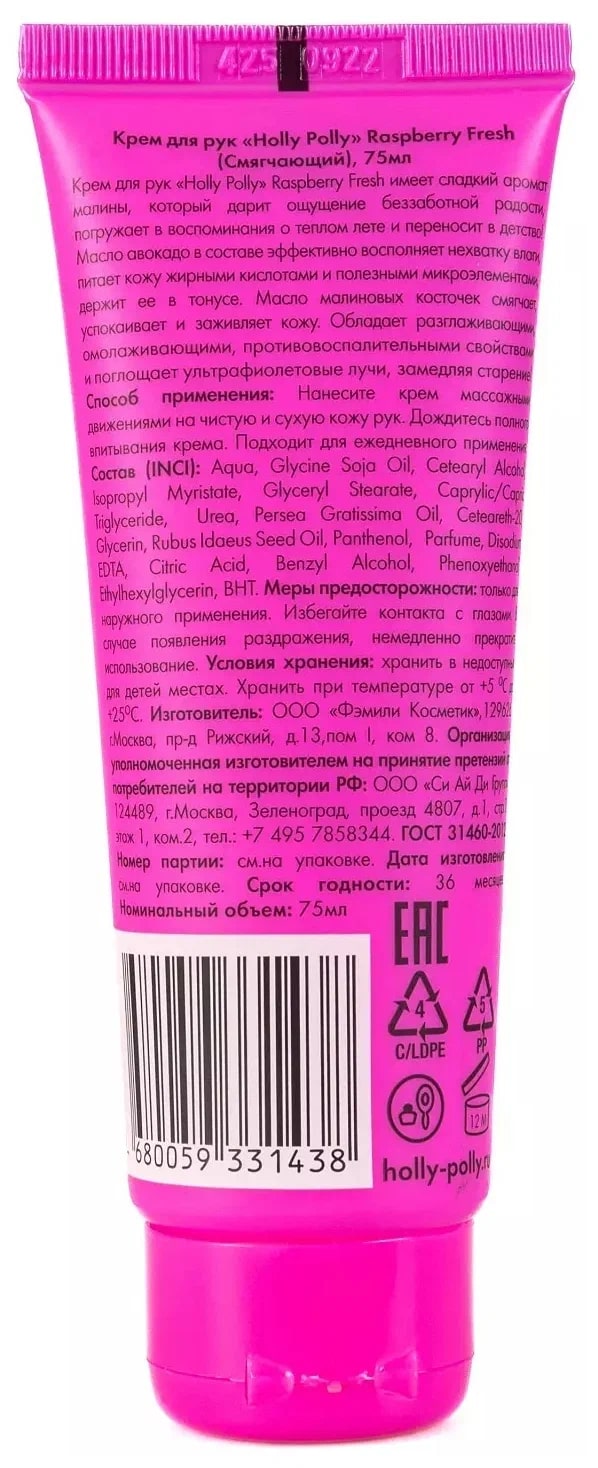 425 0922
Крем для рук «Holly Polly» Raspberry Fresh
(Смягчающий), 75мл
Крем для рук «Holly Polly» Raspberry Fresh имеет сладкий аромат
малины, который дарит ощущение беззаботной радости,
погружает в воспоминания о теплом лете и переносит в детство!
Масло авокадо в составе эффективно восполняет нехватку влаги,
питает кожу жирными кислотами и полезными микроэлементами,
держит ее в тонусе. Масло малиновых косточек смягчает,
успокаивает и заживляет кожу. Обладает разглаживающими,
омолаживающими, противовоспалительными свойствами
и поглощает ультрафиолетовые лучи, замедляя старение.
Способ применения: Нанесите крем массажными
движениями на чистую и сухую кожу рук. Дождитесь полного
впитывания крема. Подходит для ежедневного применения.
Состав (INCI): Aqua, Glycine Soja Oil, Cetearyl Alcohol,
Isopropyl Myristate, Glyceryl Stearate, Caprylic/Capric
Triglyceride, Urea, Persea Gratissima Oil, Ceteareth-20,
Glycerin, Rubus Idaeus Seed Oil, Panthenol, Parfume, Disodium
EDTA, Citric Acid, Benzyl Alcohol, Phenoxyethanol,
Ethylhexylglycerin, BHT. Меры предосторожности: только для
наружного применения. Избегайте контакта с глазами. В
случае появления раздражения, немедленно прекратите
использование. Условия хранения: хранить в недоступных
для детей местах. Хранить при температуре от +5 ⁰C до
+25⁰C. Изготовитель: ООО «Фэмили Косметик»,
г.Москва, пр-д Рижский, д.13,пом I, ком 8. Организация,
уполномоченная изготовителем на принятие претензий
потребителей на территории РФ: ООО «Си Ай Ди Групп»
124489, г.Москва, Зеленоград, проезд 4807, д.1,
этаж 1, ком.2, тел.: +7 495 7858344. ГОСТ 31460-2012
Номер партии: см.на упаковке. Дата изготовления:
см.на упаковке. Срок годности: 36 месяцев
Номинальный объем: 75мл
EAC
4 5
C/LDPE PP
12 M
680059 331438
holly-polly.ru